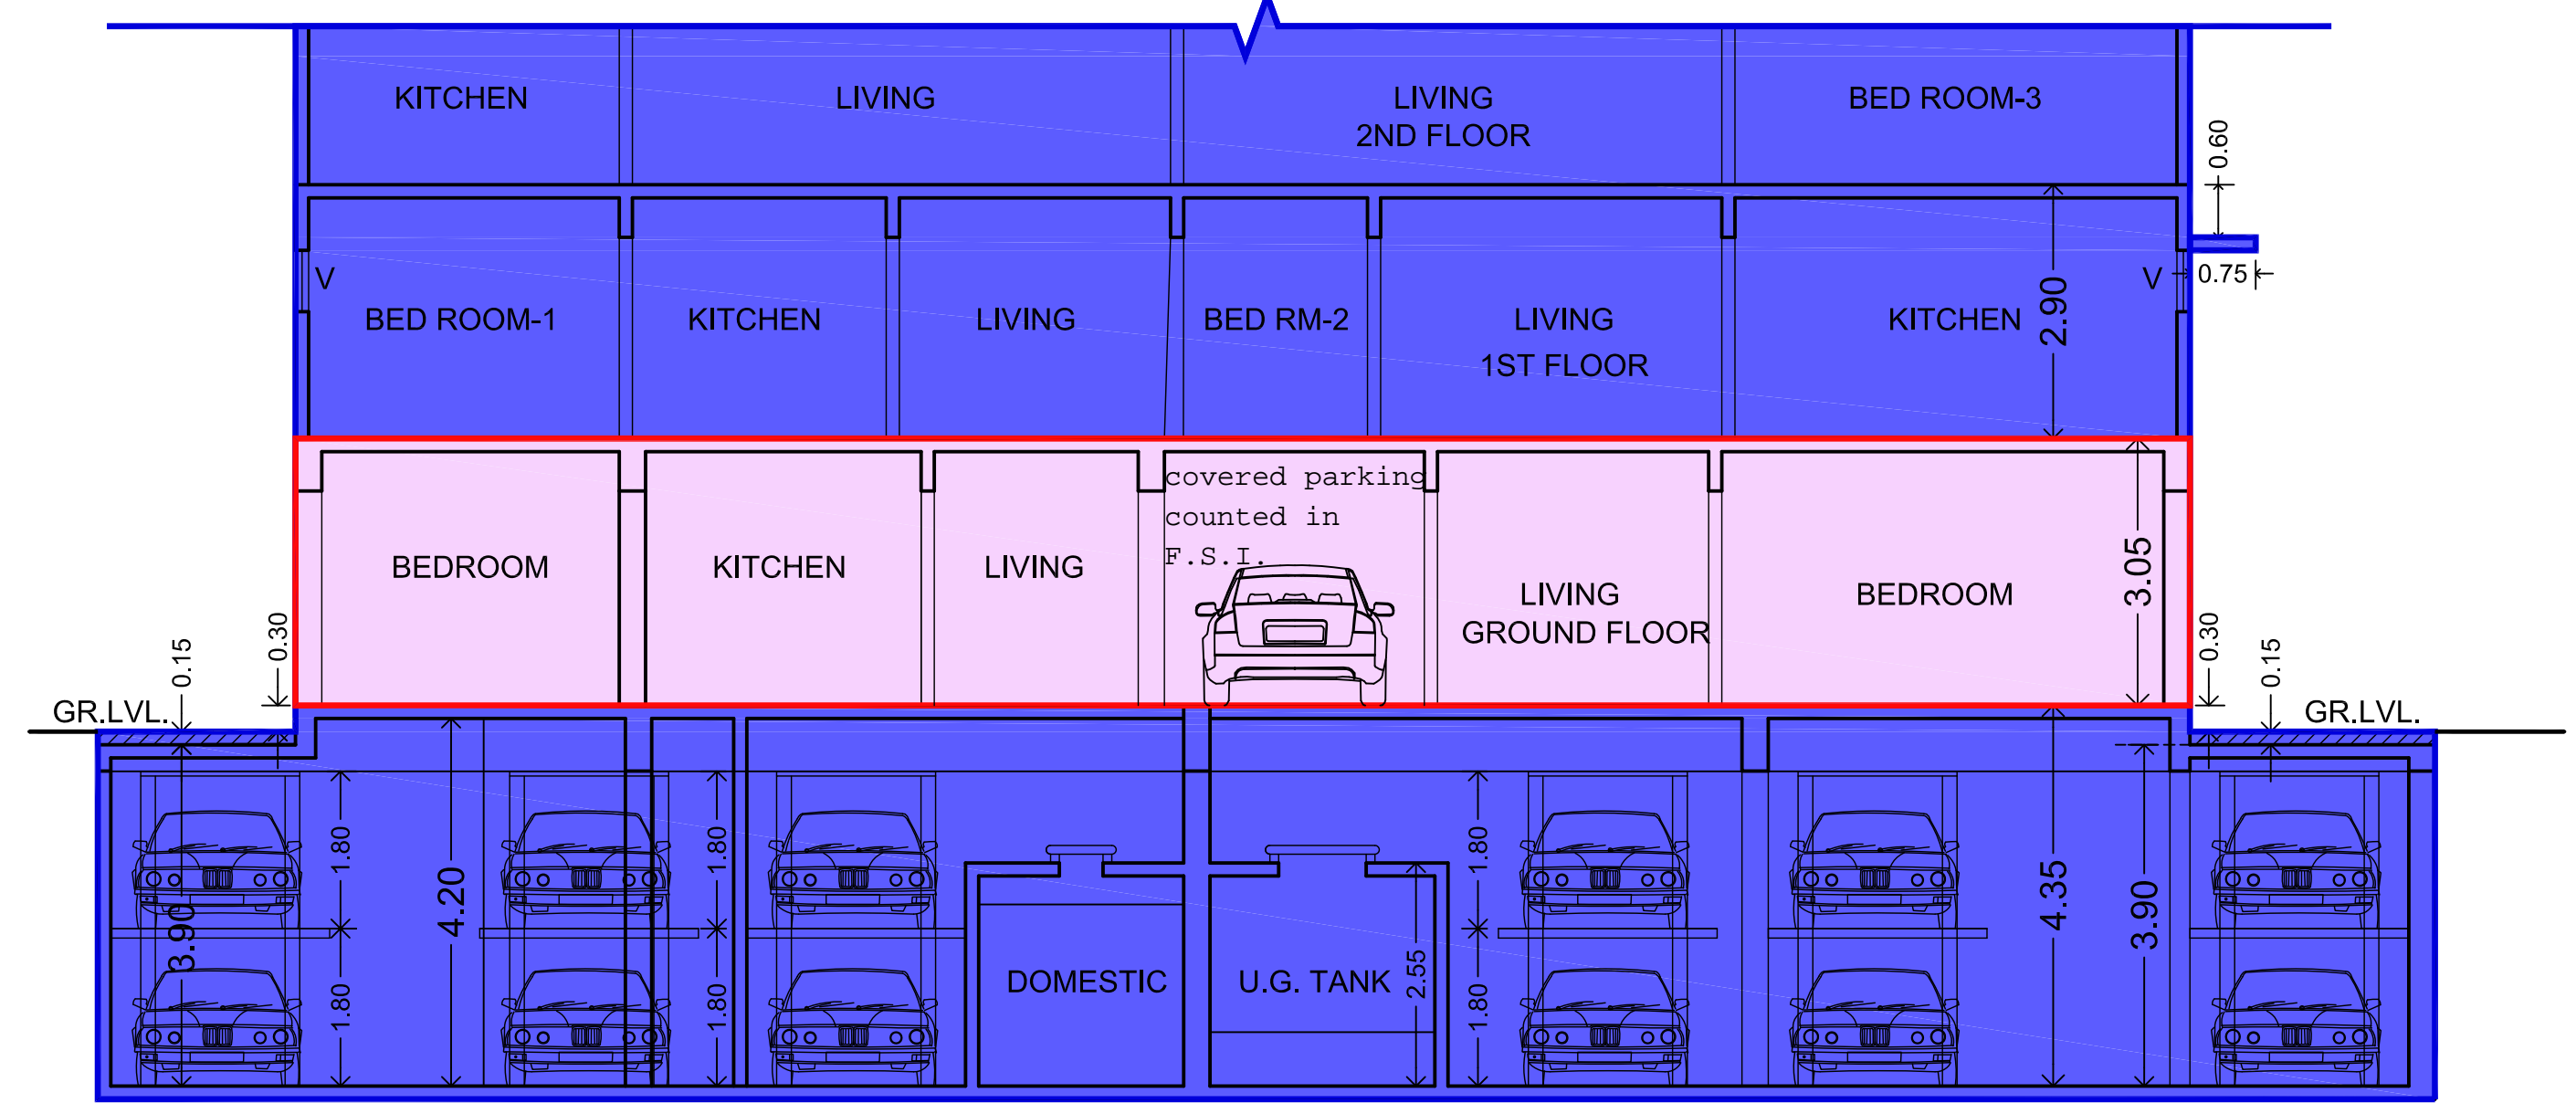 KITCHEN
LIVING
LIVING
2ND FLOOR
BED ROOM-3
0.60
V
BED ROOM-1
KITCHEN
LIVING
BED RM-2
LIVING
1ST FLOOR
KITCHEN
2.90
V
0.75
covered parking
counted in
F.S.I.
BEDROOM
KITCHEN
LIVING
LIVING
GROUND FLOOR
BEDROOM
3.05
0.15
0.30
0.30
0.15
GR.LVL.
GR.LVL.
1.80
1.80
1.80
3.90
4.20
4.35
3.90
DOMESTIC
U.G. TANK
2.55
1.80
1.80
1.80